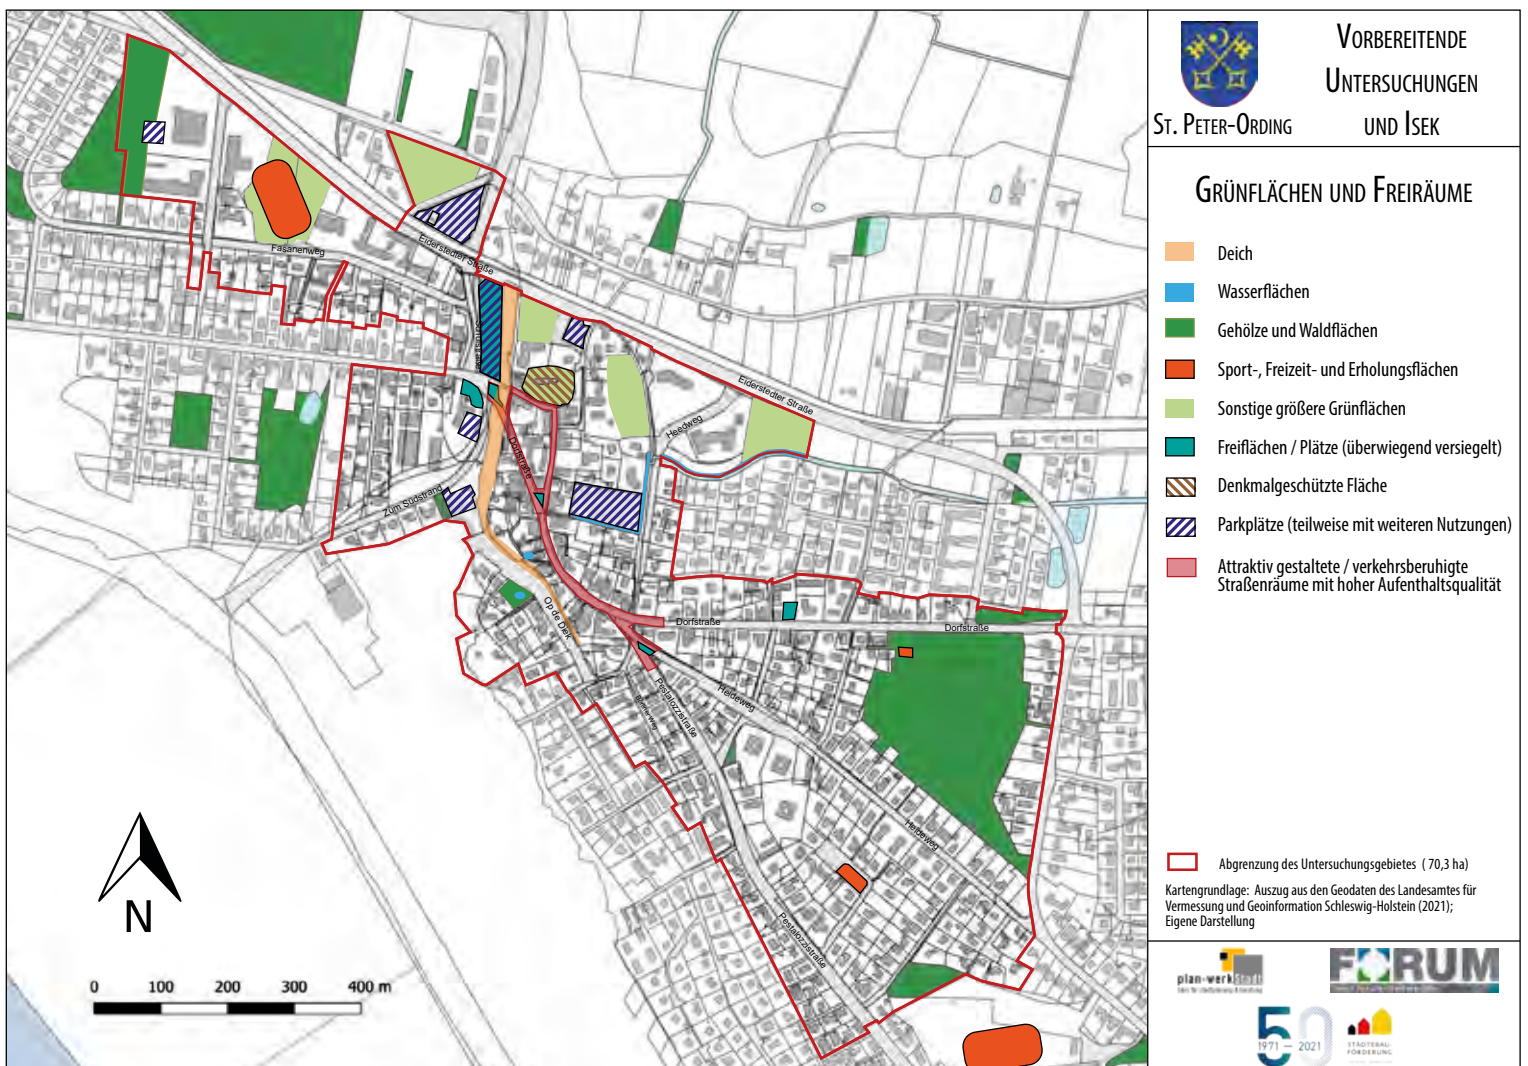 VORBEREITENDE
UNTERSUCHUNGEN
UND ISEK
ST. PETER-ORDING
GRÜNFLÄCHEN UND FREIRÄUME
Deich
Wasserflächen
Gehölze und Waldflächen
Sport-, Freizeit- und Erholungsflächen
Sonstige größere Grünflächen
Freiflächen / Plätze (überwiegend versiegelt)
Denkmalgeschützte Fläche
Parkplätze (teilweise mit weiteren Nutzungen)
Attraktiv gestaltete / verkehrsberuhigte
Straßenräume mit hoher Aufenthaltsqualität
Abgrenzung des Untersuchungsgebietes ( 70,3 ha)
Kartengrundlage: Auszug aus den Geodaten des Landesamtes für
Vermessung und Geoinformation Schleswig-Holstein (2021);
Eigene Darstellung
plan-werkStadt
FORUM
50
1971 — 2021
STÄDTEBAU-
FÖRDERUNG
Fasanenweg
Eiderstedter Straße
Eiderstedter Straße
Heedweg
Dorfstraße
Zum Südstrand
Op de Diek
Dorfstraße
Dorfstraße
Heideweg
Pestalozzistraße
Heideweg
Pestalozzistraße
N
0 100 200 300 400 m